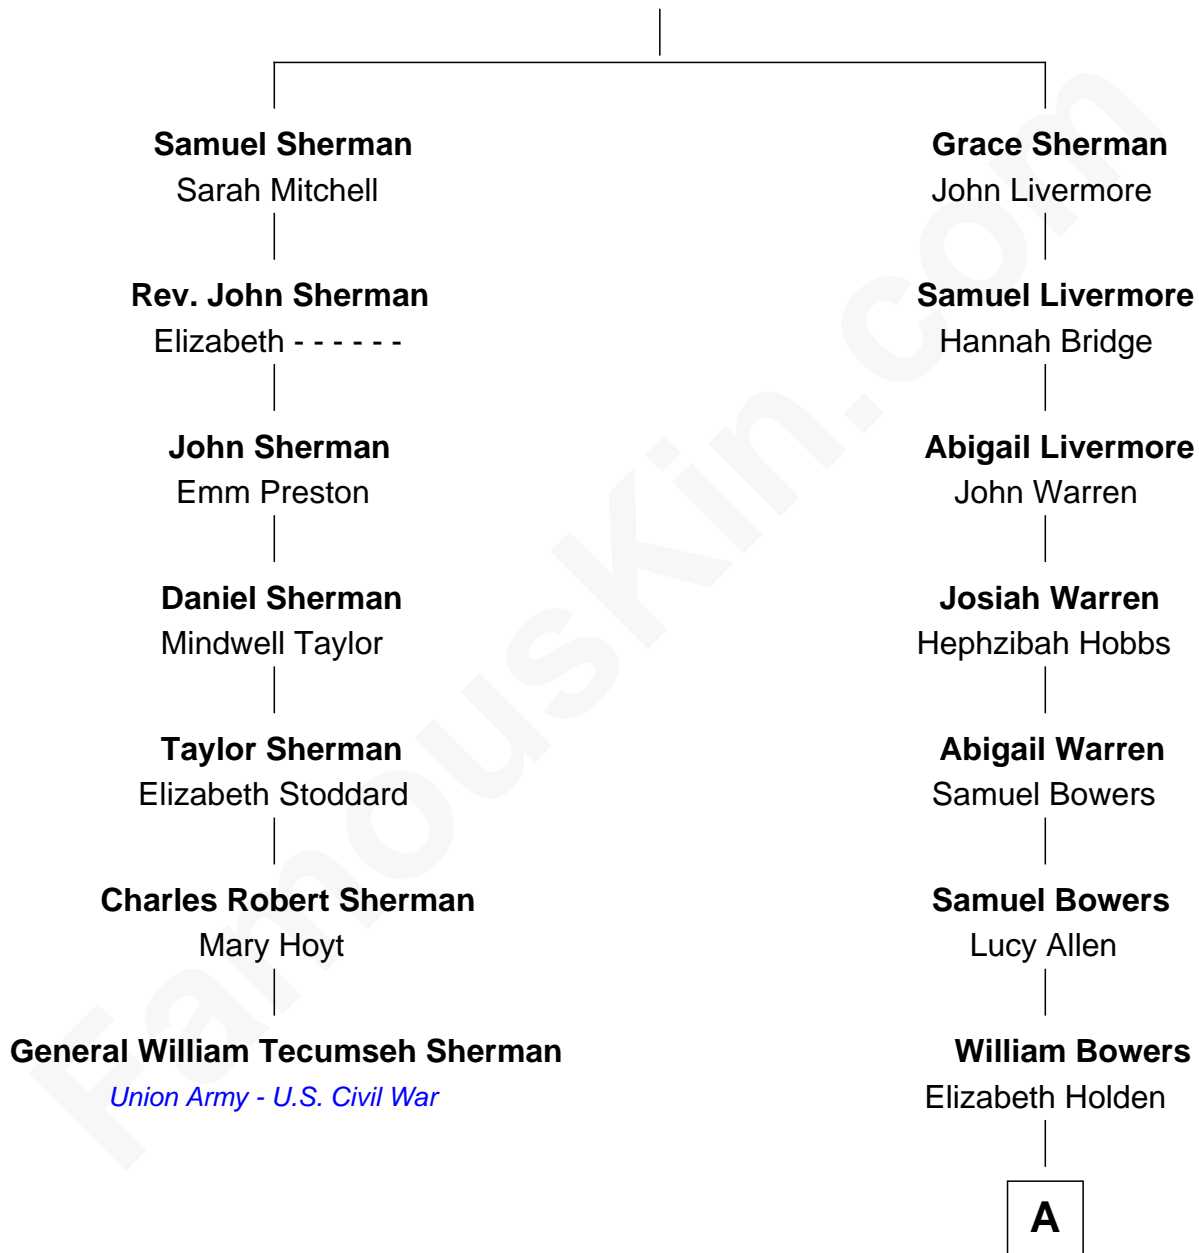 Samuel Sherman
Sarah Mitchell
Rev. John Sherman
Elizabeth - - - - - -
John Sherman
Emm Preston
Daniel Sherman
Mindwell Taylor
Taylor Sherman
Elizabeth Stoddard
Charles Robert Sherman
Mary Hoyt
General William Tecumseh Sherman
Union Army - U.S. Civil War
Grace Sherman
John Livermore
Samuel Livermore
Hannah Bridge
Abigail Livermore
John Warren
Josiah Warren
Hephzibah Hobbs
Abigail Warren
Samuel Bowers
Samuel Bowers
Lucy Allen
William Bowers
Elizabeth Holden
A
FamousKin.com